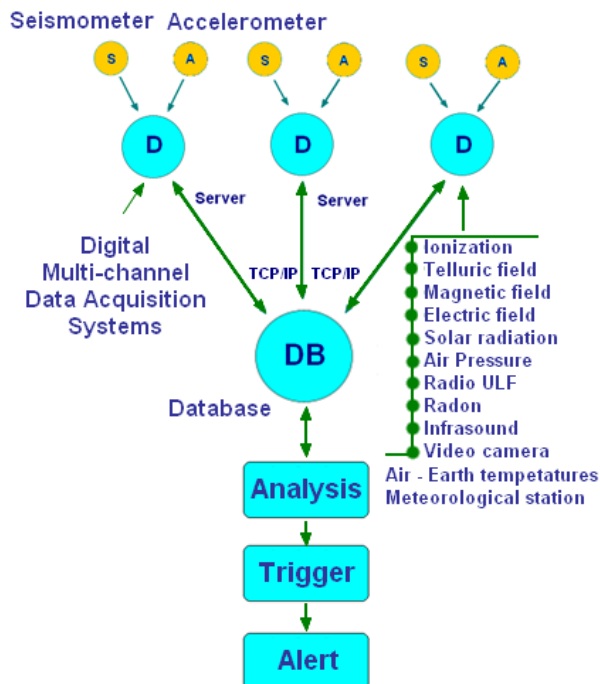 Seismometer Accelerometer
S A S A S A
D D D
Server
Server
Digital
Multi-channel
Data Acquisition
Systems
TCP/IP TCP/IP
Ionization
Telluric field
Magnetic field
Electric field
Solar radiation
Air Pressure
Radio ULF
Radon
Infrasound
Video camera
Air - Earth tempetatures
Meteorological station
DB
Database
Analysis
Trigger
Alert